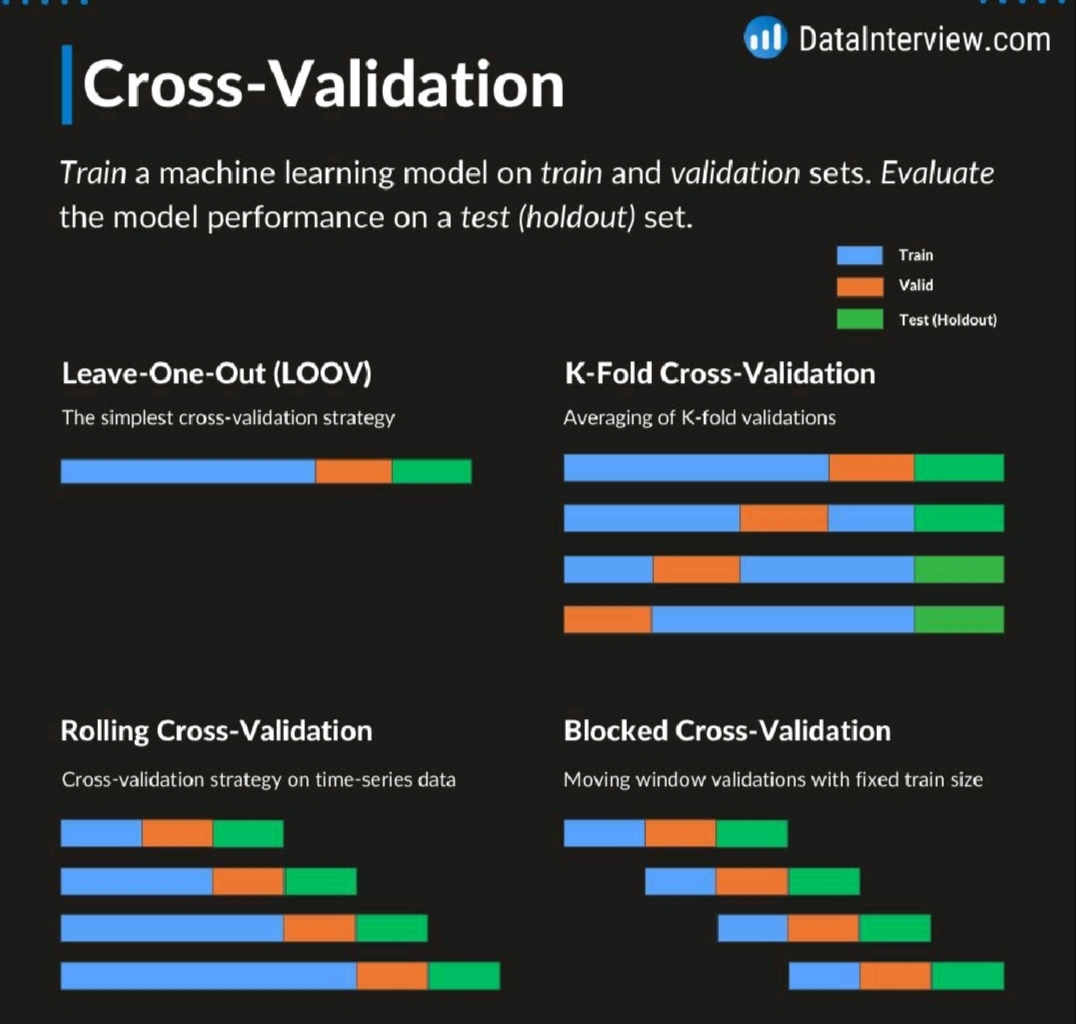 DataInterview.com
Cross-Validation
Train a machine learning model on train and validation sets. Evaluate
the model performance on a test (holdout) set.
Train
Valid
Test (Holdout)
Leave-One-Out (LOOV)
The simplest cross-validation strategy
K-Fold Cross-Validation
Averaging of K-fold validations
Rolling Cross-Validation
Cross-validation strategy on time-series data
Blocked Cross-Validation
Moving window validations with fixed train size